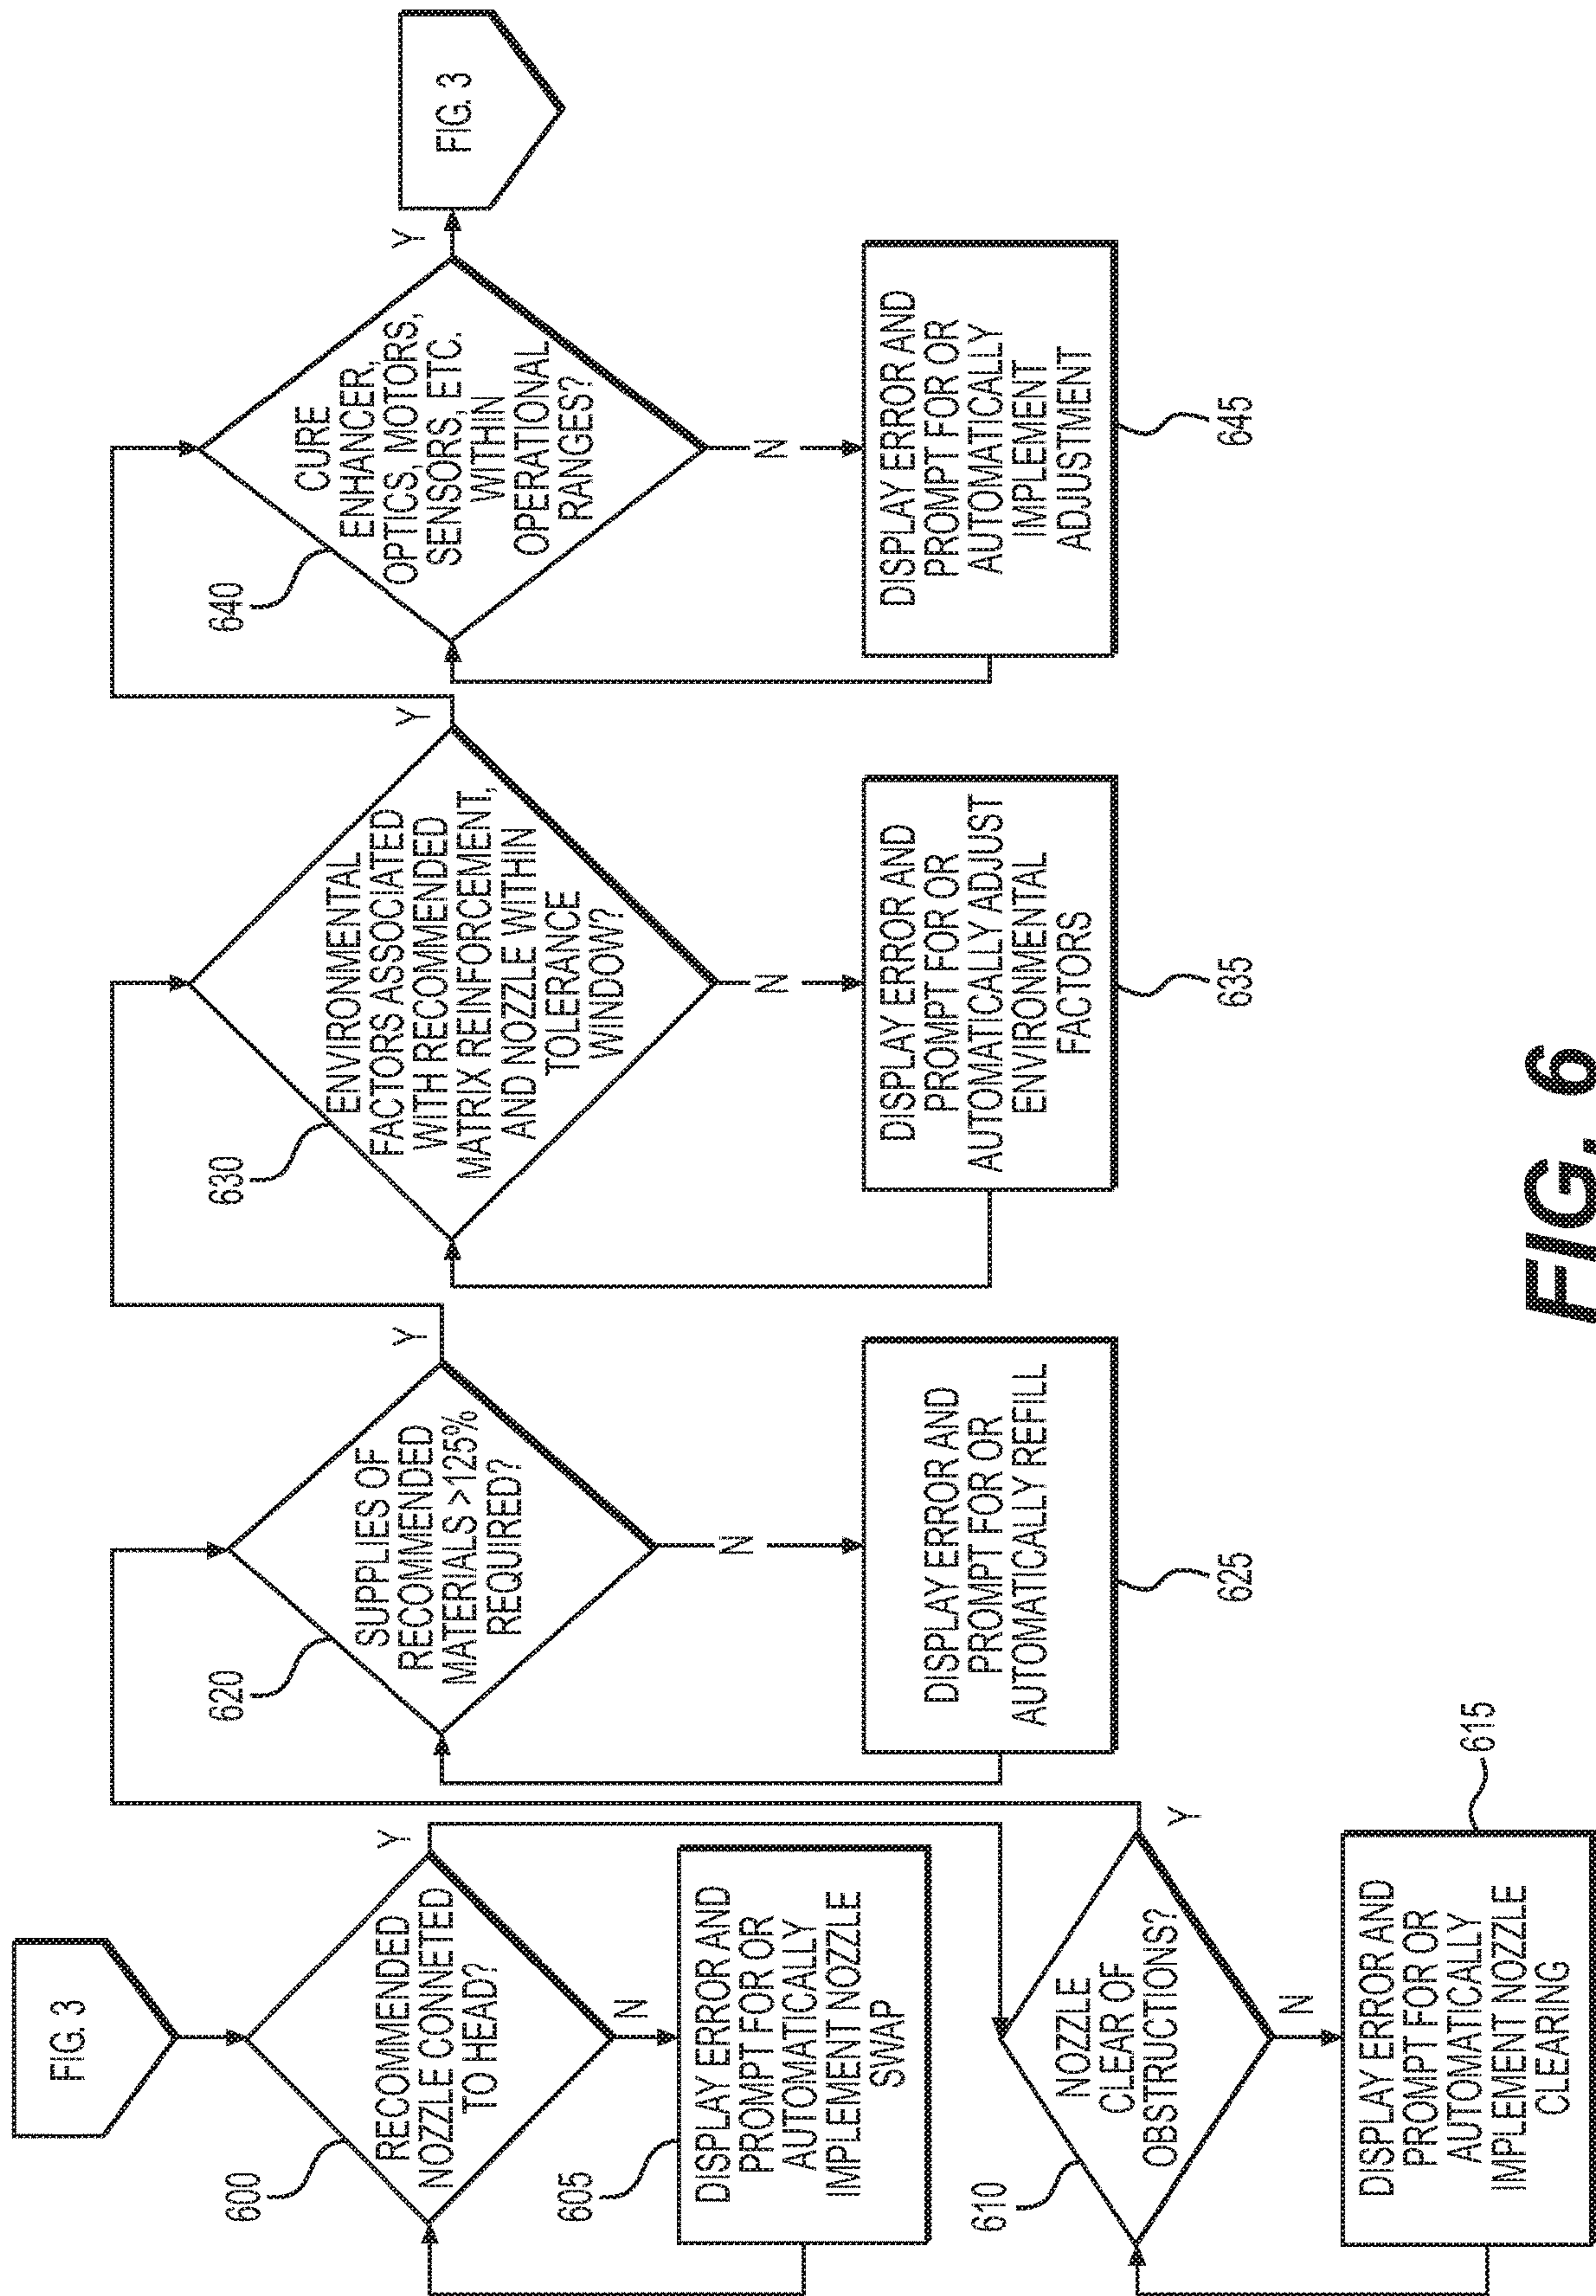 FIG. 3
600
RECOMMENDED
NOZZLE CONNETED
TO HEAD?
Y
N
605
DISPLAY ERROR AND
PROMPT FOR OR
AUTOMATICALLY
IMPLEMENT NOZZLE
SWAP
610
NOZZLE
CLEAR OF
OBSTRUCTIONS?
Y
N
615
DISPLAY ERROR AND
PROMPT FOR OR
AUTOMATICALLY
IMPLEMENT NOZZLE
CLEARING
620
SUPPLIES OF
RECOMMENDED
MATERIALS >125%
REQUIRED?
Y
N
DISPLAY ERROR AND
PROMPT FOR OR
AUTOMATICALLY REFILL
625
630
ENVIRONMENTAL
FACTORS ASSOCIATED
WITH RECOMMENDED
MATRIX REINFORCEMENT,
AND NOZZLE WITHIN
TOLERANCE
WINDOW?
Y
N
DISPLAY ERROR AND
PROMPT FOR OR
AUTOMATICALLY ADJUST
ENVIRONMENTAL
FACTORS
635
640
CURE
ENHANCER,
OPTICS, MOTORS,
SENSORS, ETC.
WITHIN
OPERATIONAL
RANGES?
Y
N
DISPLAY ERROR AND
PROMPT FOR OR
AUTOMATICALLY
IMPLEMENT
ADJUSTMENT
645
FIG. 3
FIG. 6